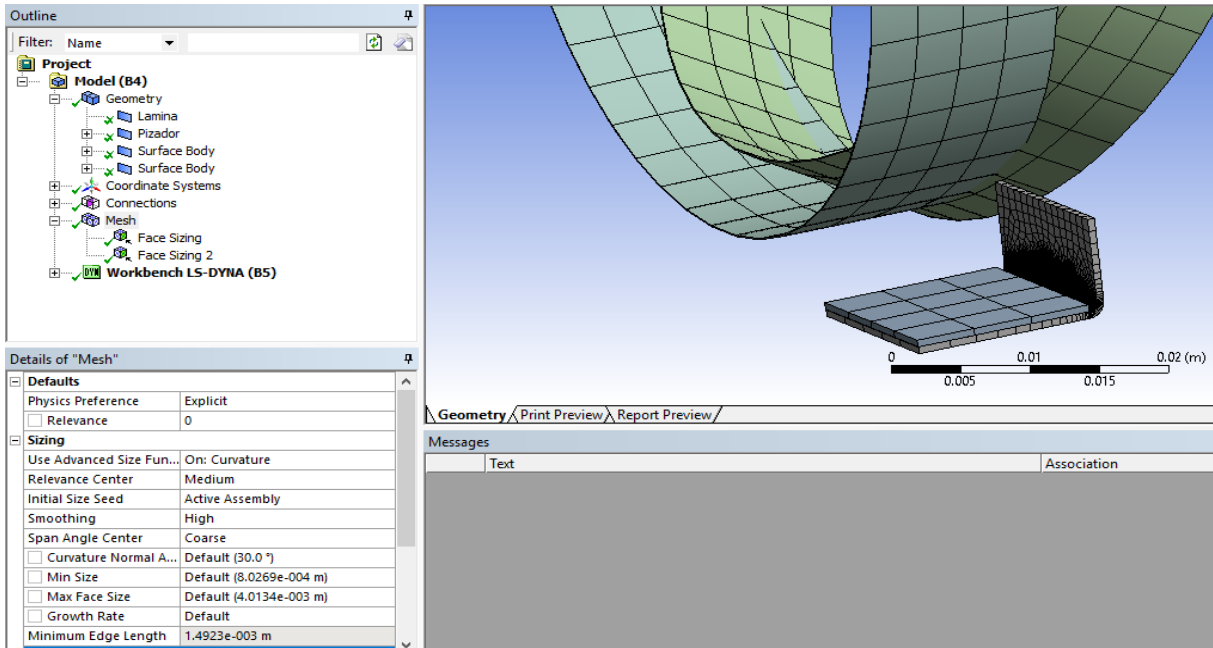 Outline
Filter: Name
Project
Model (B4)
Geometry
Lamina
Pizador
Surface Body
Surface Body
Coordinate Systems
Connections
Mesh
Face Sizing
Face Sizing 2
DYN Workbench LS-DYNA (B5)
Details of "Mesh"
Defaults
Physics Preference Explicit
Relevance 0
Sizing
Use Advanced Size Fun... On: Curvature
Relevance Center Medium
Initial Size Seed Active Assembly
Smoothing High
Span Angle Center Coarse
Curvature Normal A... Default (30.0 °)
Min Size Default (8.0269e-004 m)
Max Face Size Default (4.0134e-003 m)
Growth Rate Default
Minimum Edge Length 1.4923e-003 m
0 0.01 0.02 (m)
0.005 0.015
Geometry Print Preview Report Preview
Messages
Text Association